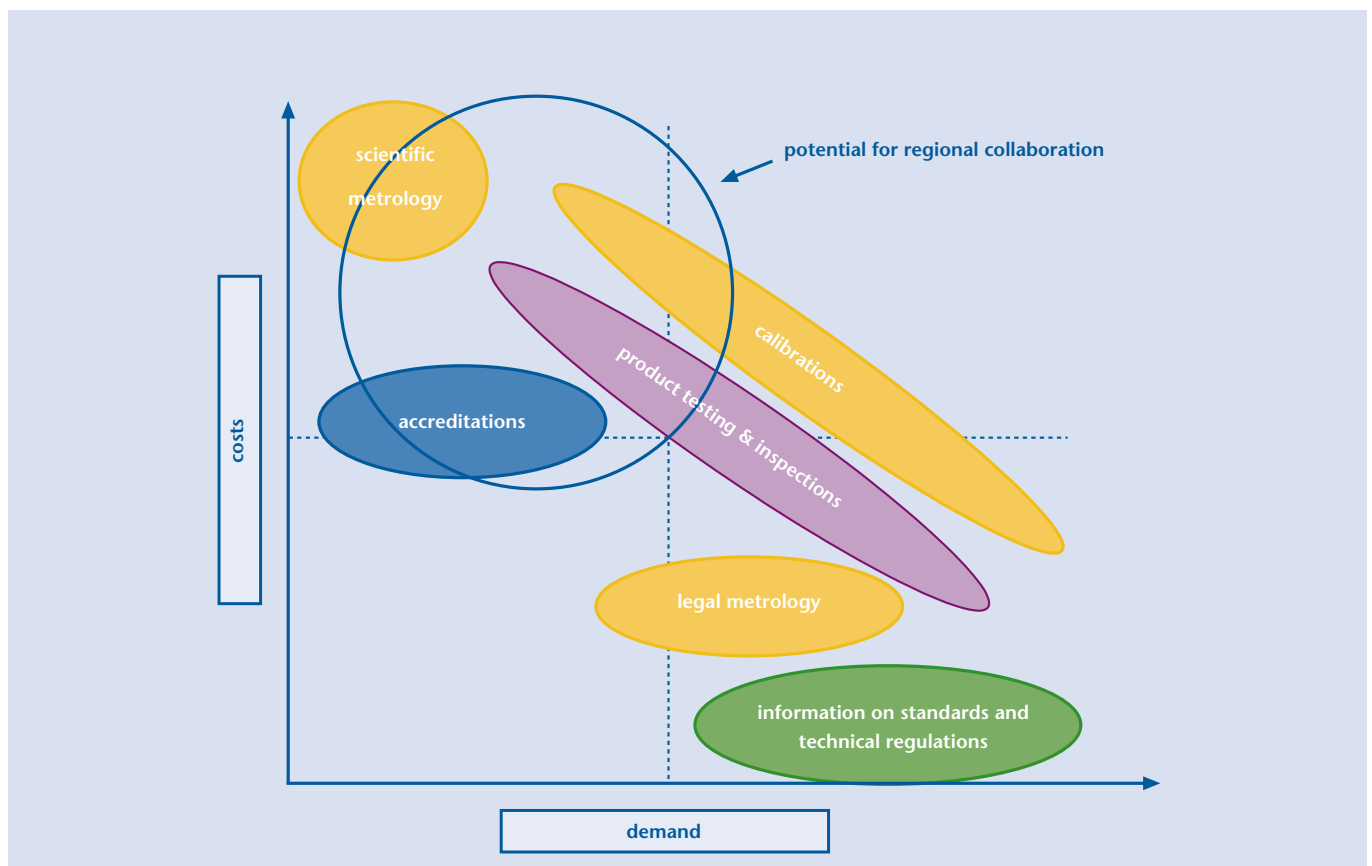 scientific
metrology
potential for regional collaboration
calibrations
product testing & inspections
accreditations
costs
legal metrology
information on standards and
technical regulations
demand